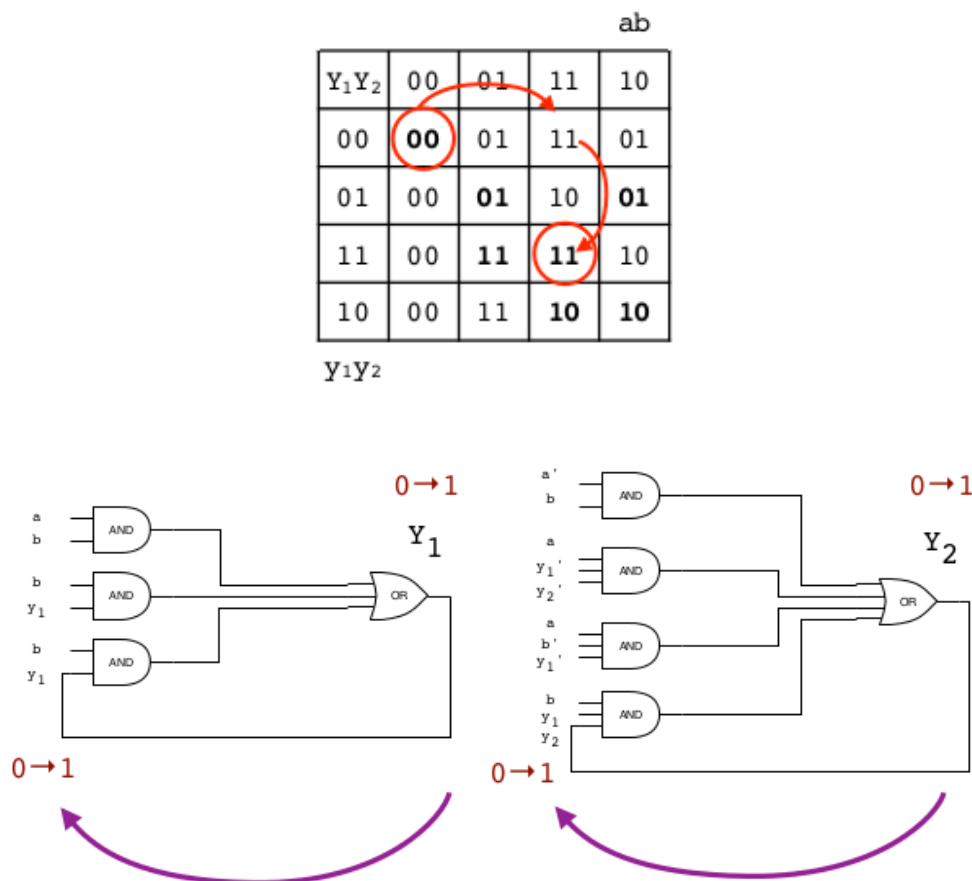 ab
Y₁Y₂ 00 01 11 10
00 00 01 11 01
01 00 01 10 01
11 00 11 11 10
10 00 11 10 10
y₁y₂
0→1
Y₁
a
b
AND
b
y₁
AND
b
y₁
AND
OR
0→1
0→1
Y₂
a'
b
AND
a
y₁'
y₂'
AND
a
b'
y₁'
AND
b
y₁
y₂
AND
OR
0→1